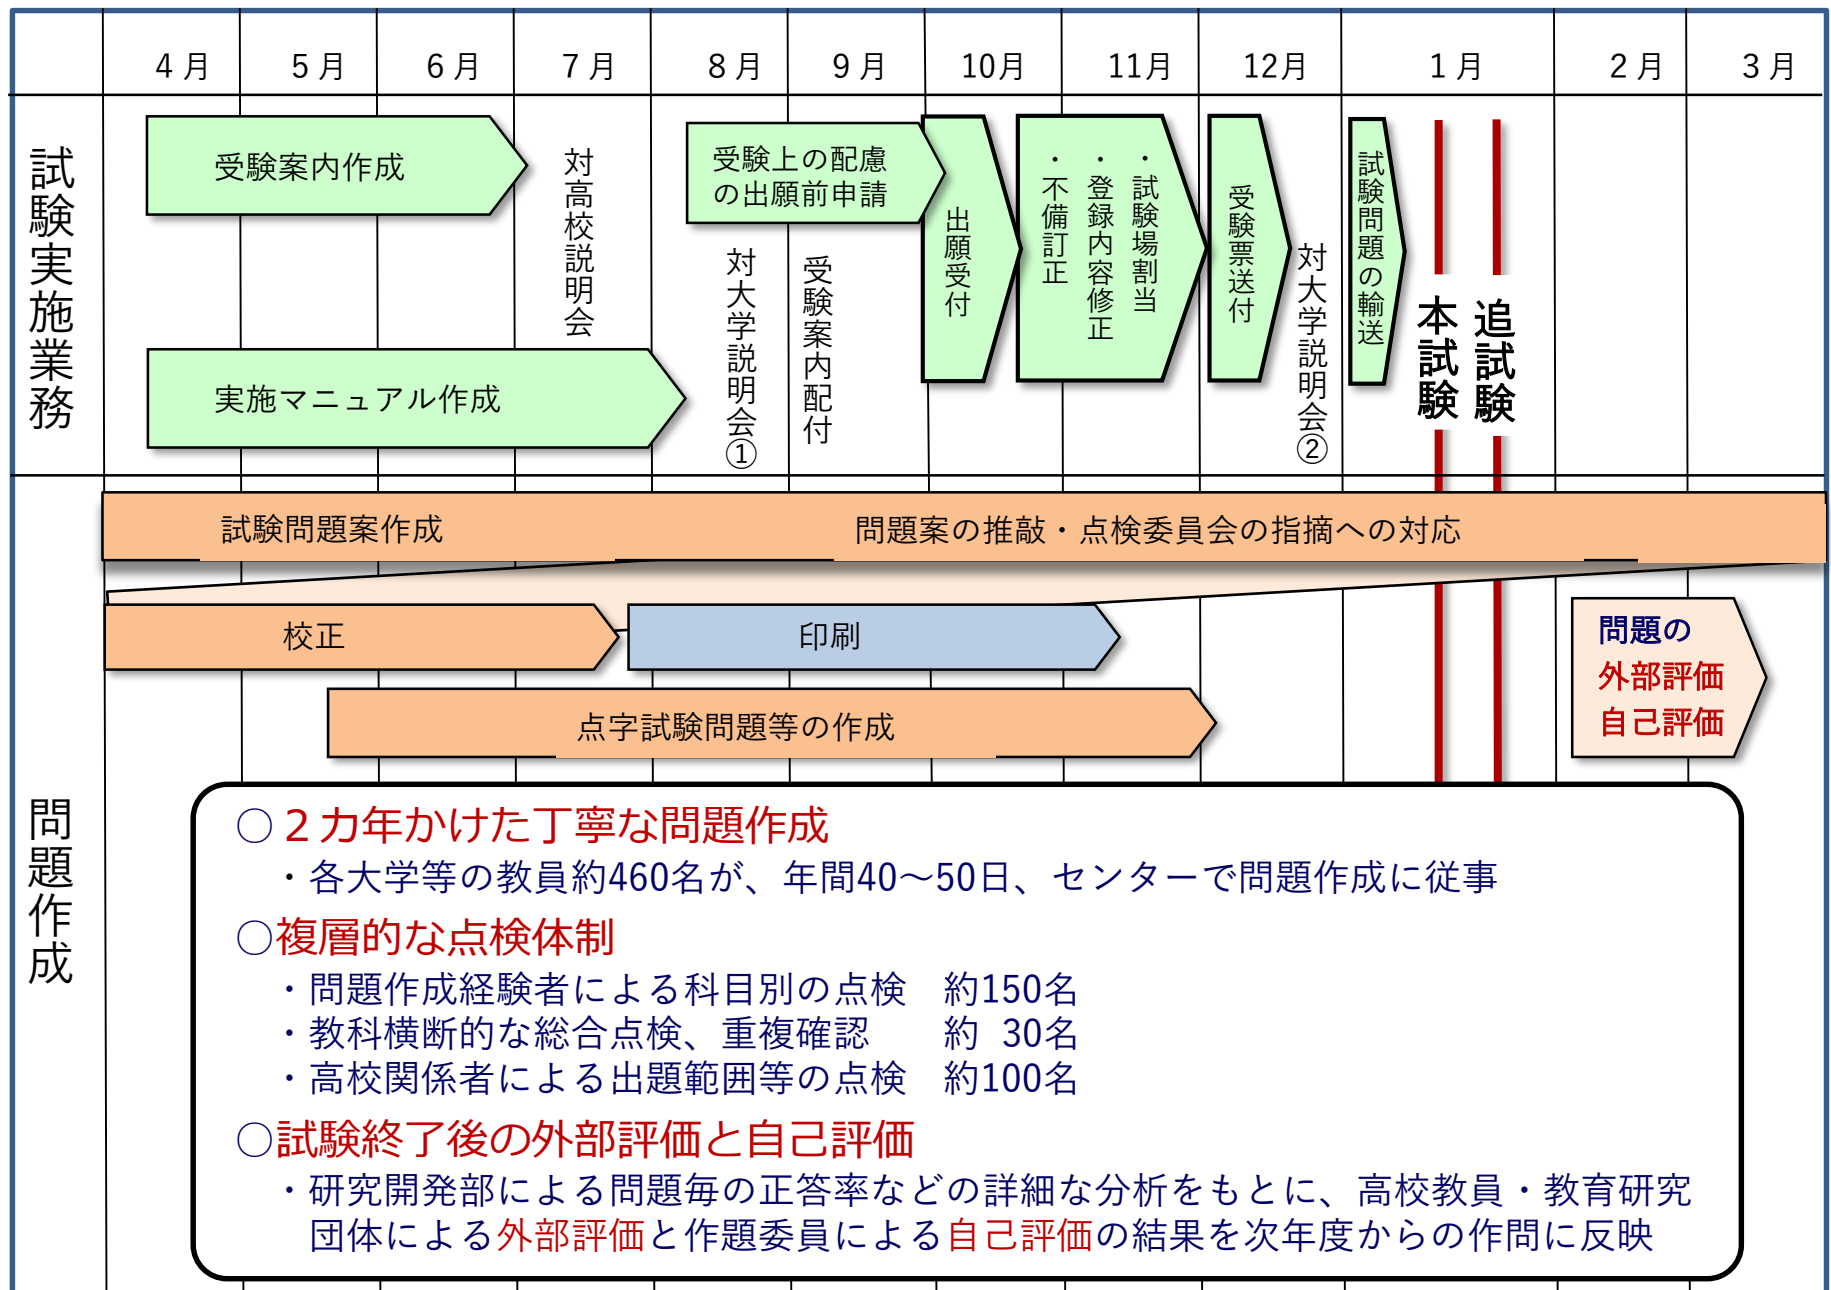 4月 5月 6月 7月 8月 9月 10月 11月 12月 1月 2月 3月
試験実施業務
受験案内作成
実施マニュアル作成
対高校説明会
受験上の配慮
の出願前申請
対大学説明会①
受験案内配付
出願受付
・試験場割当
・登録内容修正
・不備訂正
受験票送付
対大学説明会②
試験問題の輸送
本試験
追試験
問題作成
試験問題案作成
問題案の推敲・点検委員会の指摘への対応
校正
印刷
点字試験問題等の作成
問題の
外部評価
自己評価
○２カ年かけた丁寧な問題作成
・各大学等の教員約460名が、年間40～50日、センターで問題作成に従事
○複層的な点検体制
・問題作成経験者による科目別の点検　約150名
・教科横断的な総合点検、重複確認　　約 30名
・高校関係者による出題範囲等の点検　約100名
○試験終了後の外部評価と自己評価
・研究開発部による問題毎の正答率などの詳細な分析をもとに、高校教員・教育研究
団体による外部評価と作題委員による自己評価の結果を次年度からの作問に反映